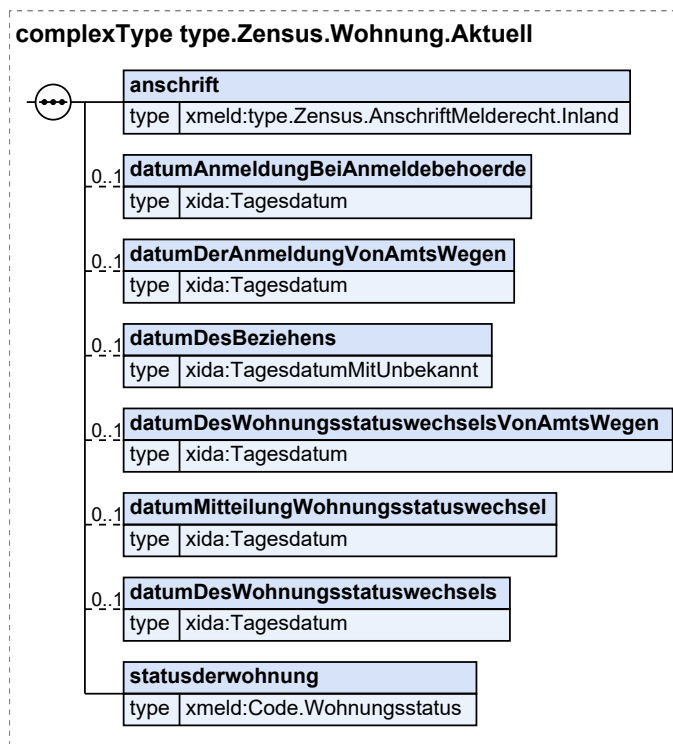 complexType type.Zensus.Wohnung.Aktuell
anschrift
type xmeld:type.Zensus.AnschriftMelderecht.Inland
0..1 datumAnmeldungBeiAnmeldebehoerde
type xida:Tagesdatum
0..1 datumDerAnmeldungVonAmtsWegen
type xida:Tagesdatum
0..1 datumDesBeziehens
type xida:TagesdatumMitUnbekannt
0..1 datumDesWohnungsstatuswechselsVonAmtsWegen
type xida:Tagesdatum
0..1 datumMitteilungWohnungsstatuswechsel
type xida:Tagesdatum
0..1 datumDesWohnungsstatuswechsels
type xida:Tagesdatum
statusderwohnung
type xmeld:Code.Wohnungsstatus